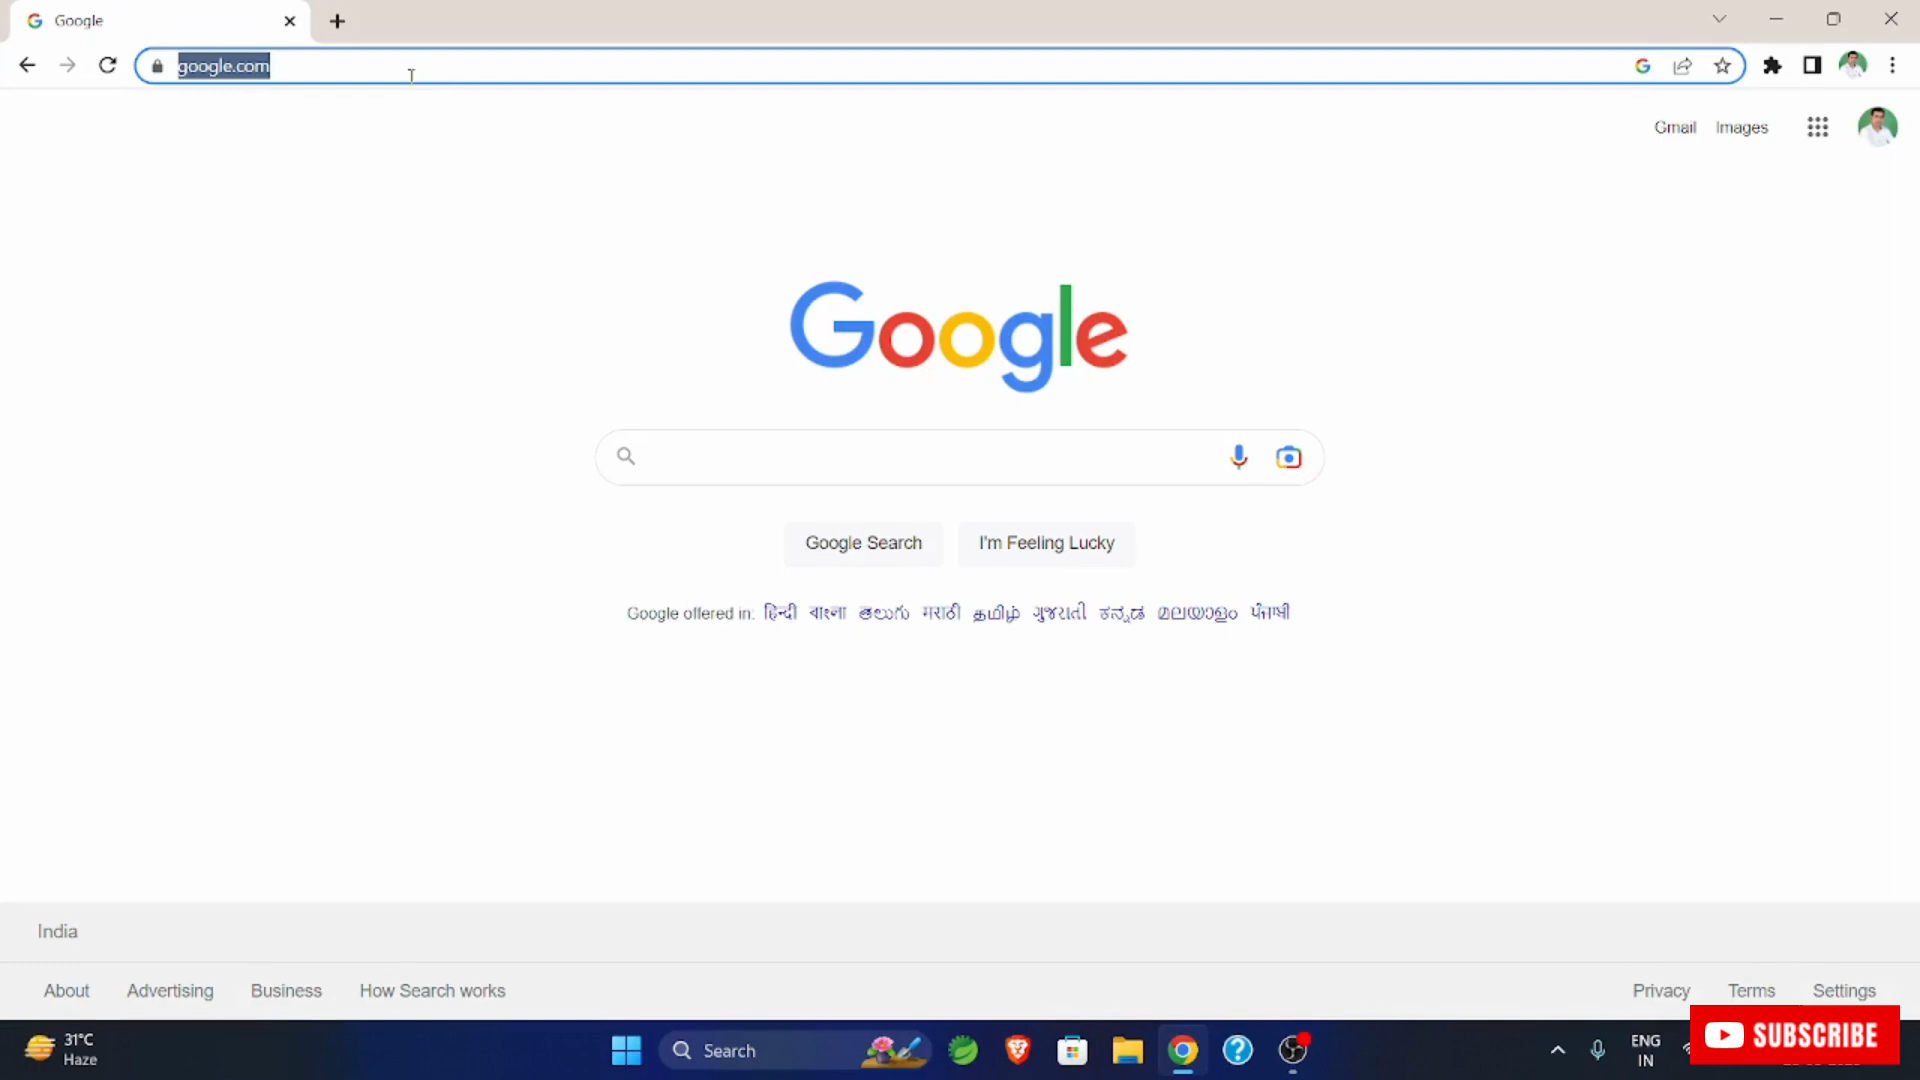 Google
google.com
Gmail Images
Google
Google Search I'm Feeling Lucky
Google offered in: हिन्दी বাংলা తెలుగు मराठी தமிழ் ગુજરાતી ಕನ್ನಡ മലയാളം ਪੰਜਾਬੀ
India
About Advertising Business How Search works
Privacy Terms Settings
31°C
Haze
Search
ENG
IN
SUBSCRIBE